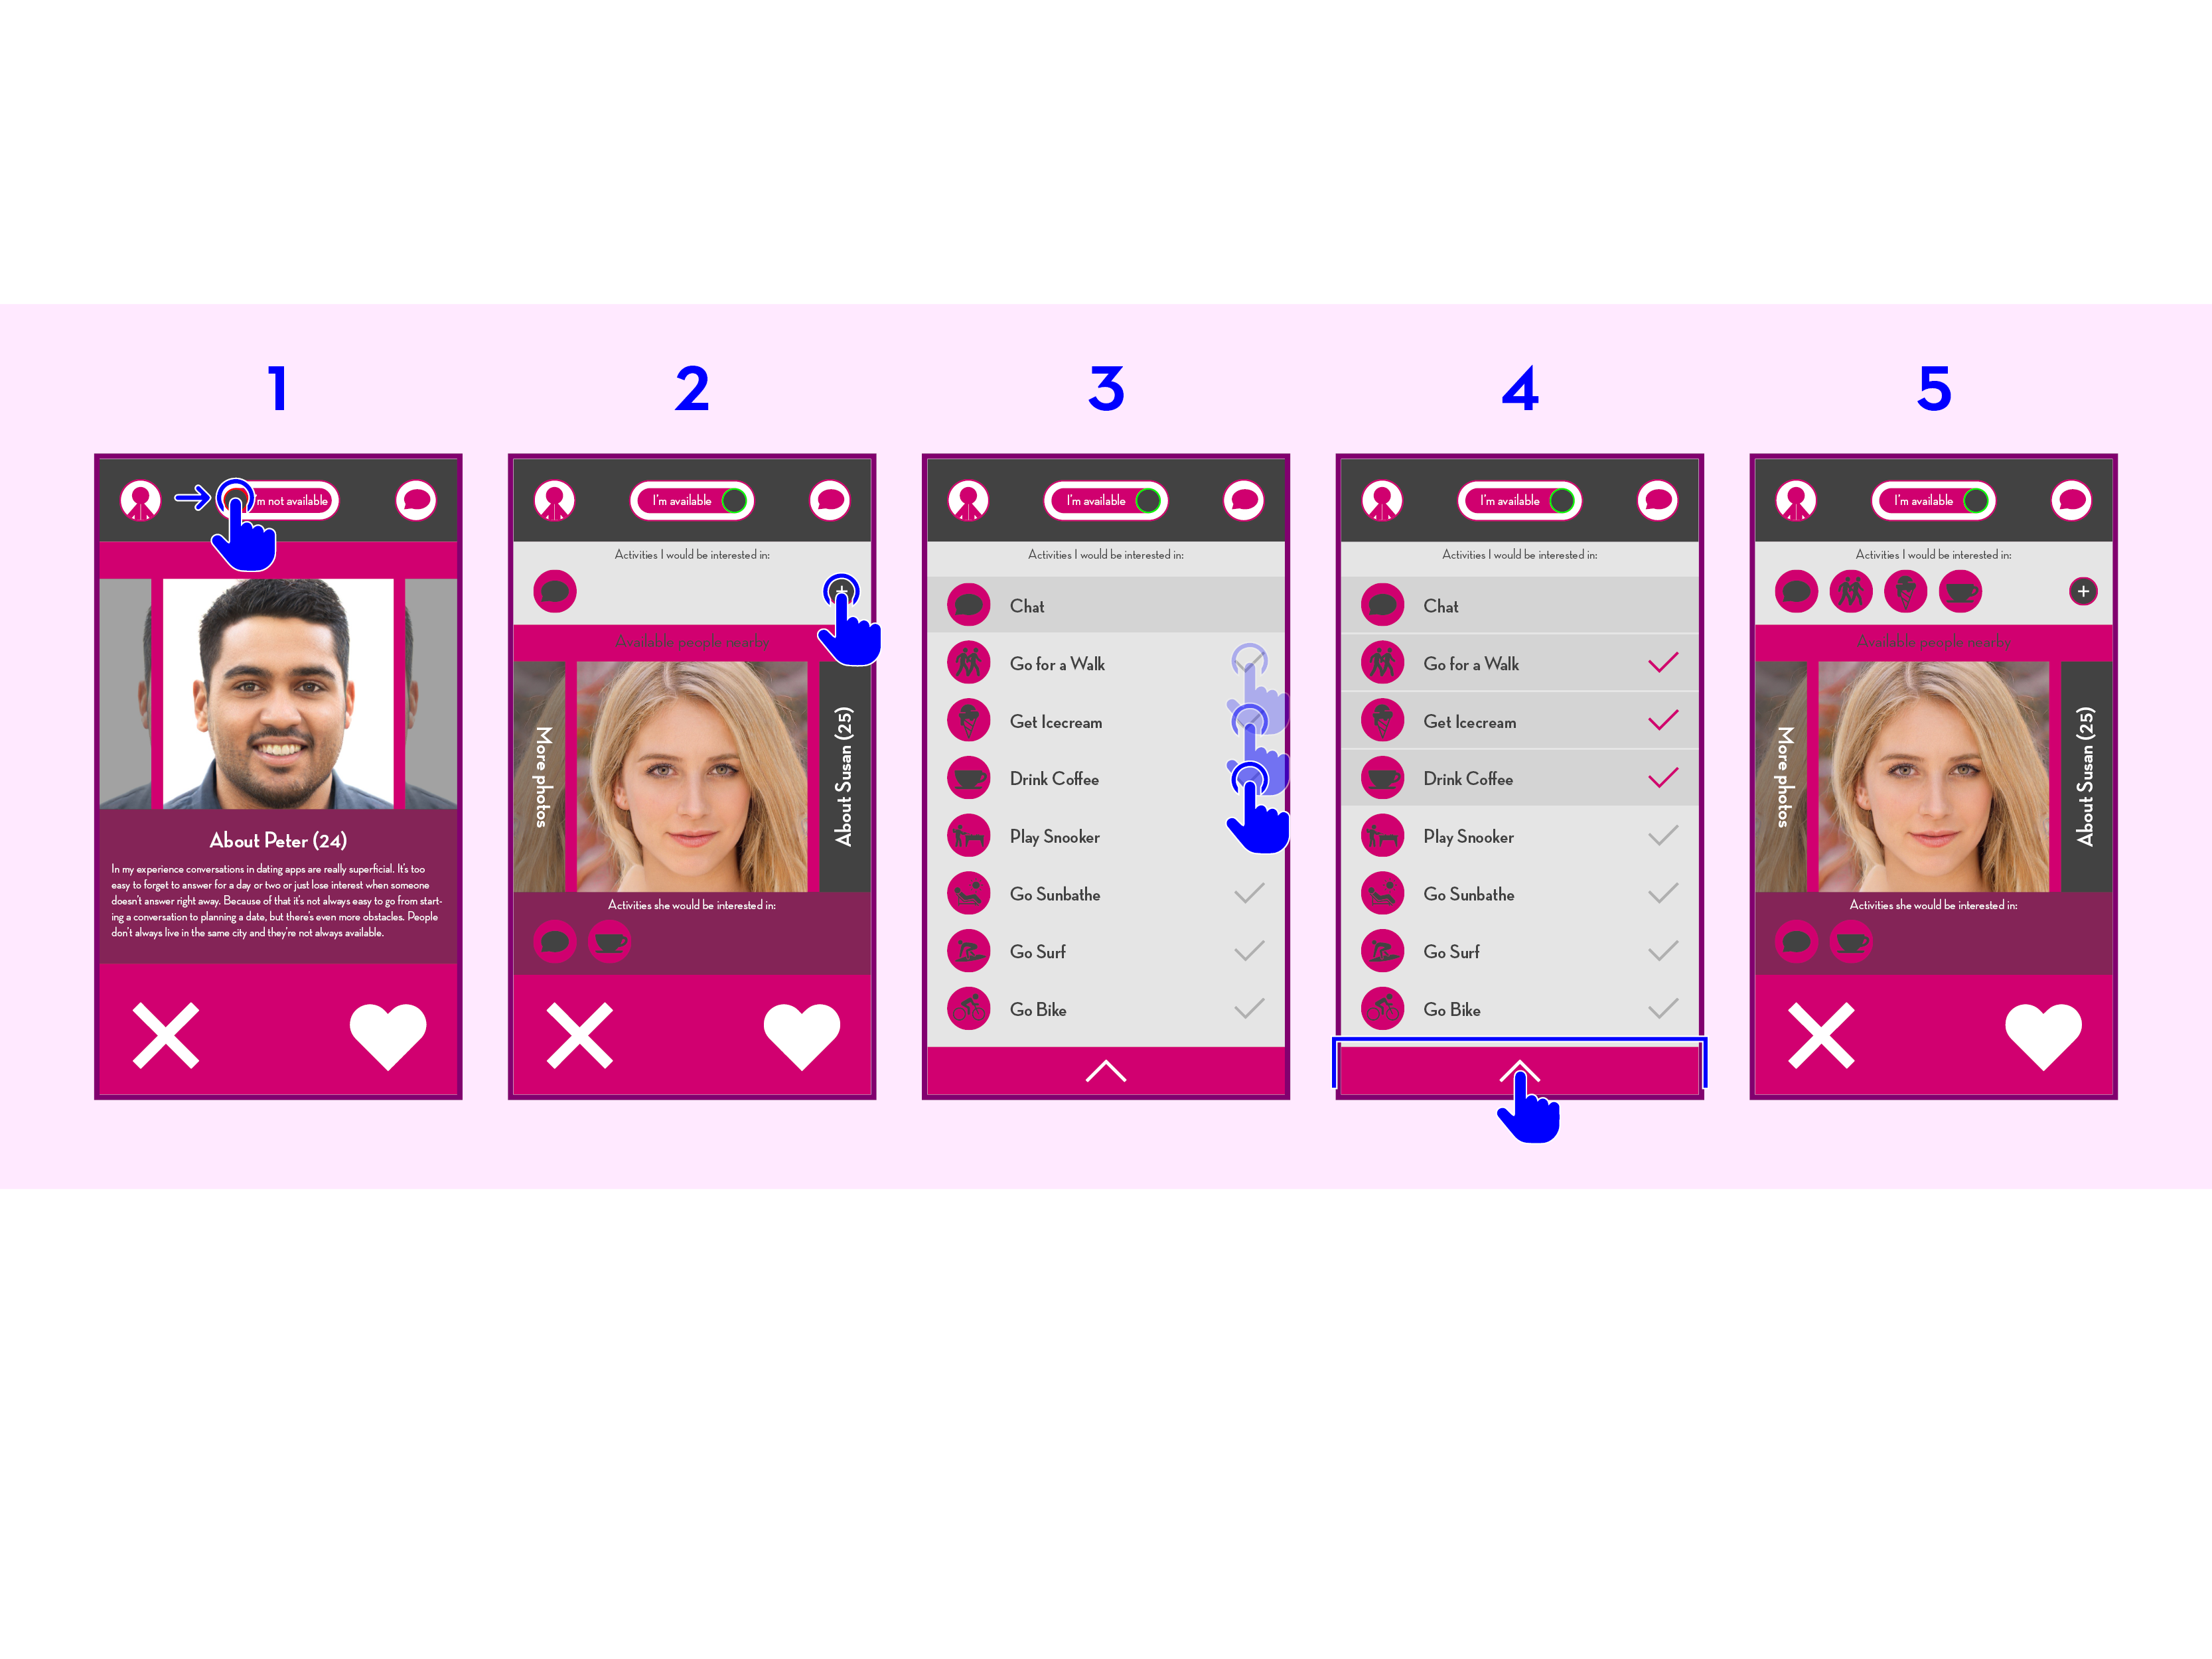 1
I'm not available
About Peter (24)
In my experience conversations in dating apps are really superficial. It's too
easy to forget to answer for a day or two or just lose interest when someone
doesn't answer right away. Because of that it's not always easy to go from start-
ing a conversation to planning a date, but there's even more obstacles. People
don't always live in the same city and they're not always available.
2
I'm available
Activities I would be interested in:
+
Available people nearby
More photos
About Susan (25)
Activities she would be interested in:
3
I'm available
Activities I would be interested in:
Chat
Go for a Walk
Get Icecream
Drink Coffee
Play Snooker
Go Sunbathe
Go Surf
Go Bike
4
I'm available
Activities I would be interested in:
Chat
Go for a Walk
Get Icecream
Drink Coffee
Play Snooker
Go Sunbathe
Go Surf
Go Bike
5
I'm available
Activities I would be interested in:
+
Available people nearby
More photos
About Susan (25)
Activities she would be interested in: